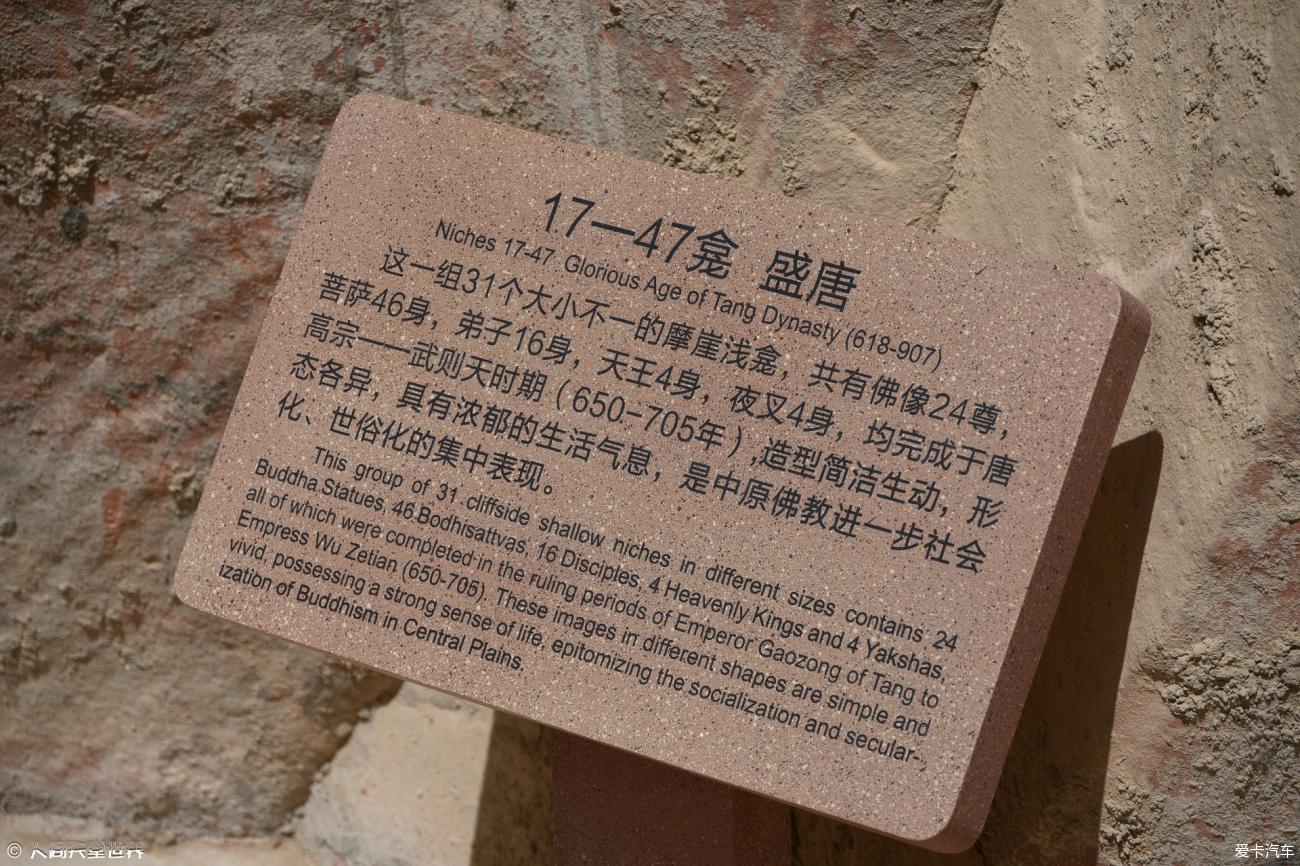 17—47龛 盛唐
Niches 17-47 Glorious Age of Tang Dynasty (618-907)
这一组31个大小不一的摩崖浅龛，共有佛像24尊，
菩萨46身，弟子16身，天王4身，夜叉4身，均完成于唐
高宗——武则天时期（650-705年）,造型简洁生动，形
态各异，具有浓郁的生活气息，是中原佛教进一步社会
化、世俗化的集中表现。
This group of 31 cliffside shallow niches in different sizes contains 24
Buddha Statues, 46 Bodhisattvas, 16 Disciples, 4 Heavenly Kings and 4 Yakshas,
all of which were completed in the ruling periods of Emperor Gaozong of Tang to
Empress Wu Zetian (650-705). These images in different shapes are simple and
vivid, possessing a strong sense of life, epitomizing the socialization and secular-
ization of Buddhism in Central Plains.
© 人间天堂世界
爱卡汽车